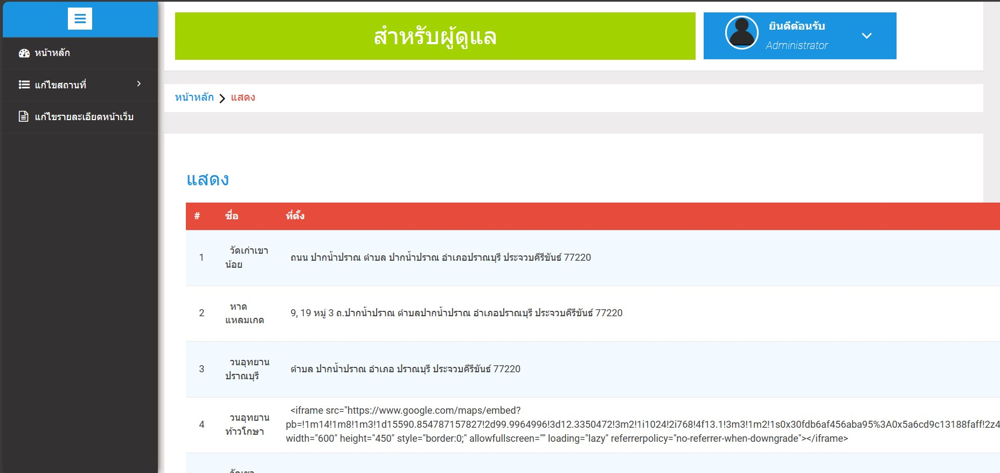 สำหรับผู้ดูแล
ยินดีต้อนรับ
Administrator
หน้าหลัก
แก้ไขสถานที่
แก้ไขรายละเอียดหน้าเว็บ
หน้าหลัก > แสดง
แสดง
# ชื่อ ที่ตั้ง
1 วัดเก่าเขา
น้อย
ถนน ปากน้ำปราณ ตำบล ปากน้ำปราณ อำเภอปราณบุรี ประจวบคีรีขันธ์ 77220
2 หาด
แหลมเกด
9, 19 หมู่ 3 ถ.ปากน้ำปราณ ตำบลปากน้ำปราณ อำเภอปราณบุรี ประจวบคีรีขันธ์ 77220
3 วนอุทยาน
ปราณบุรี
ตำบล ปากน้ำปราณ อำเภอ ปราณบุรี ประจวบคีรีขันธ์ 77220
4 วนอุทยาน
ท้าวโกษา
<iframe src="https://www.google.com/maps/embed?
pb=!1m14!1m8!1m3!1d15590.854787157827!2d99.9964996!3d12.3350472!3m2!1i1024!2i768!4f13.1!3m3!1m2!1s0x30fdb6af456aba95%3A0x5a6cd9c13188faff!2z4
width="600" height="450" style="border:0;" allowfullscreen="" loading="lazy" referrerpolicy="no-referrer-when-downgrade"></iframe>